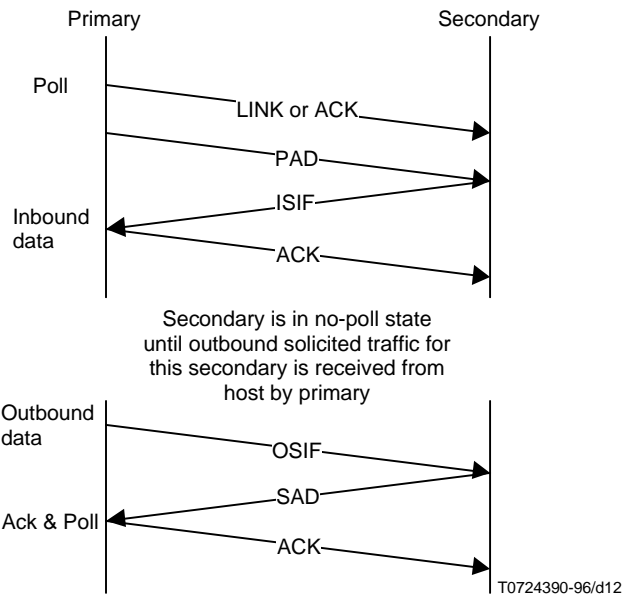 Primary
Secondary
Poll
LINK or ACK
PAD
ISIF
Inbound
data
ACK
Secondary is in no-poll state
until outbound solicited traffic for
this secondary is received from
host by primary
Outbound
data
OSIF
SAD
Ack & Poll
ACK
T0724390-96/d12